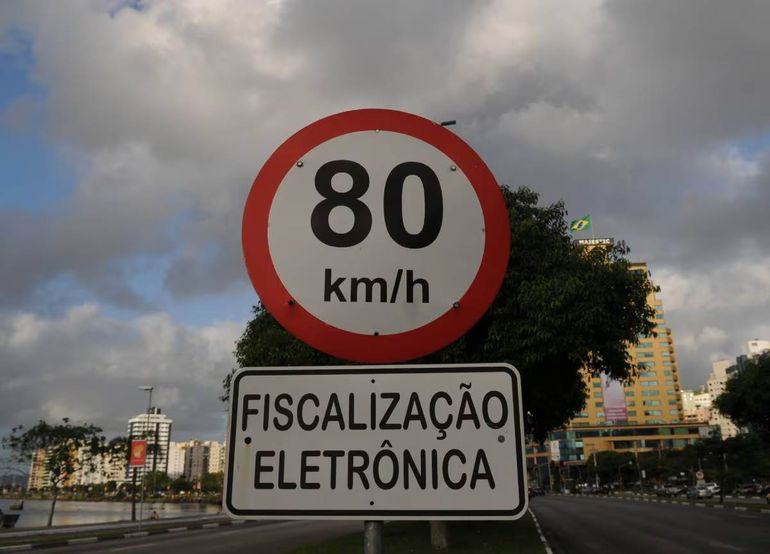 80
km/h
FISCALIZAÇÃO
ELETRÔNICA
MAJESTIC